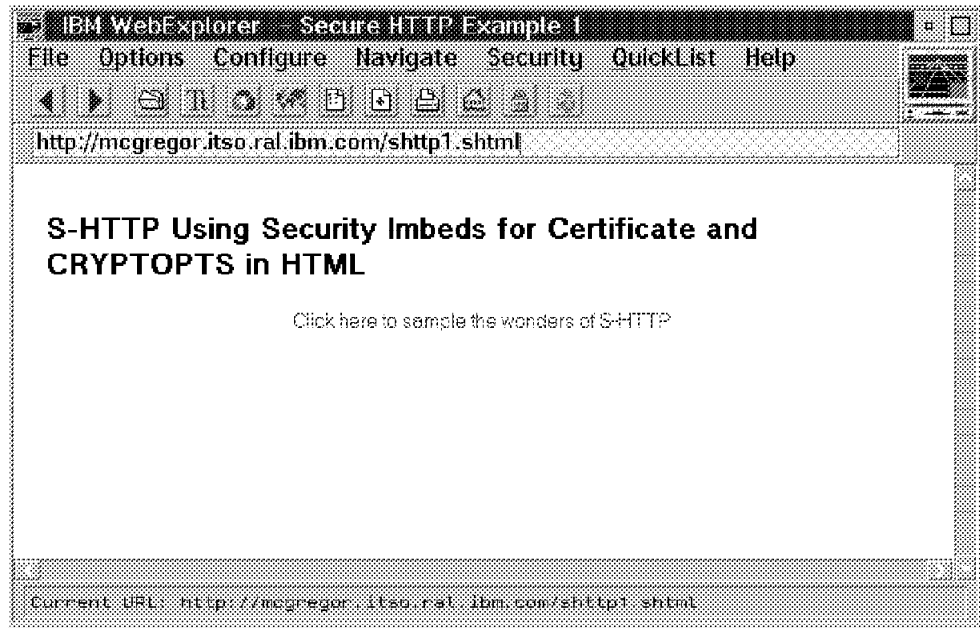 IBM WebExplorer - Secure HTTP Example 1
File Options Configure Navigate Security QuickList Help
http://mcgregor.itso.ral.ibm.com/shttp1.shtml
S-HTTP Using Security Imbeds for Certificate and
CRYPTOPTS in HTML
Click here to sample the wonders of S-HTTP
Current URL: http://mcgregor.itso.ral.ibm.com/shttp1.shtml